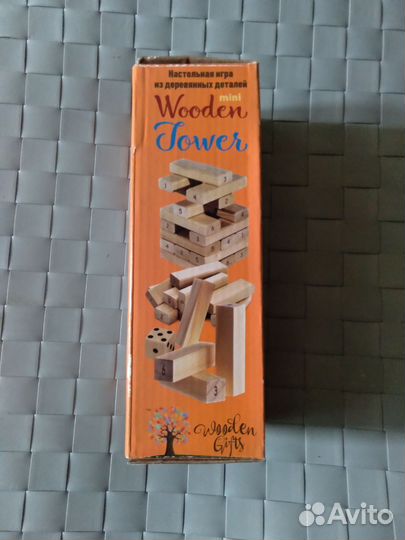 Настольная игра
из деревянных деталей
Wooden mini
Tower
Wooden
Gifts
Avito